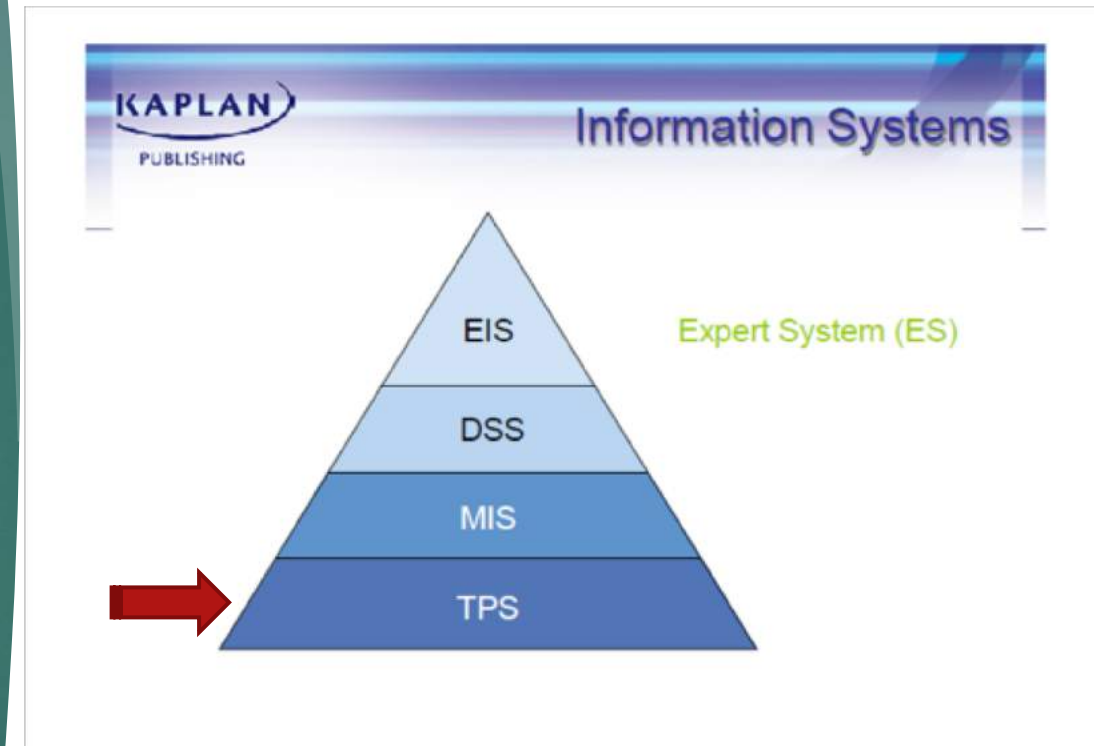 KAPLAN
PUBLISHING
Information Systems
EIS
Expert System (ES)
DSS
MIS
TPS